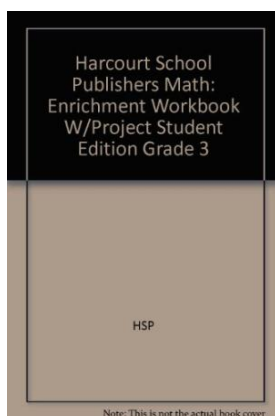 Harcourt School
Publishers Math:
Enrichment Workbook
W/Project Student
Edition Grade 3
HSP
Note: This is not the actual book cover